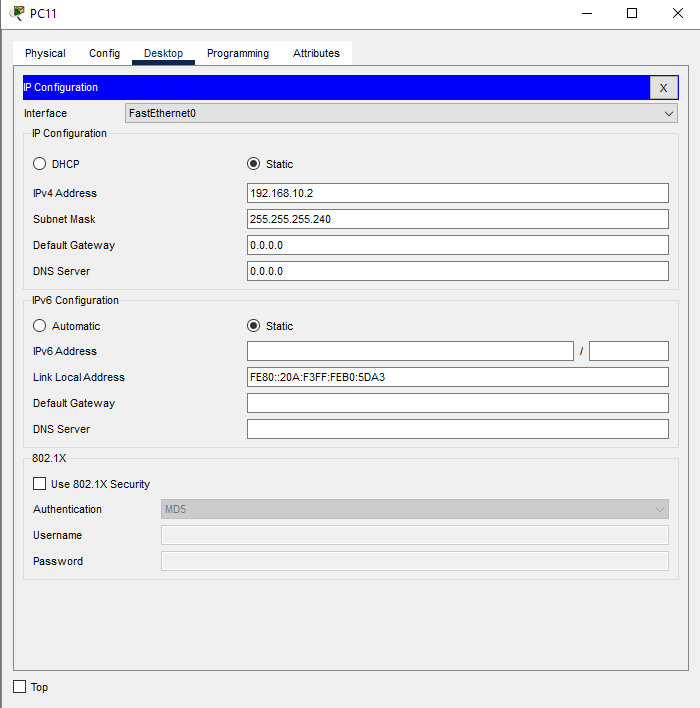 PC11
Physical Config Desktop Programming Attributes
IP Configuration X
Interface FastEthernet0
IP Configuration
DHCP Static
IPv4 Address 192.168.10.2
Subnet Mask 255.255.255.240
Default Gateway 0.0.0.0
DNS Server 0.0.0.0
IPv6 Configuration
Automatic Static
IPv6 Address /
Link Local Address FE80::20A:F3FF:FEB0:5DA3
Default Gateway
DNS Server
802.1X
Use 802.1X Security
Authentication MD5
Username
Password
Top